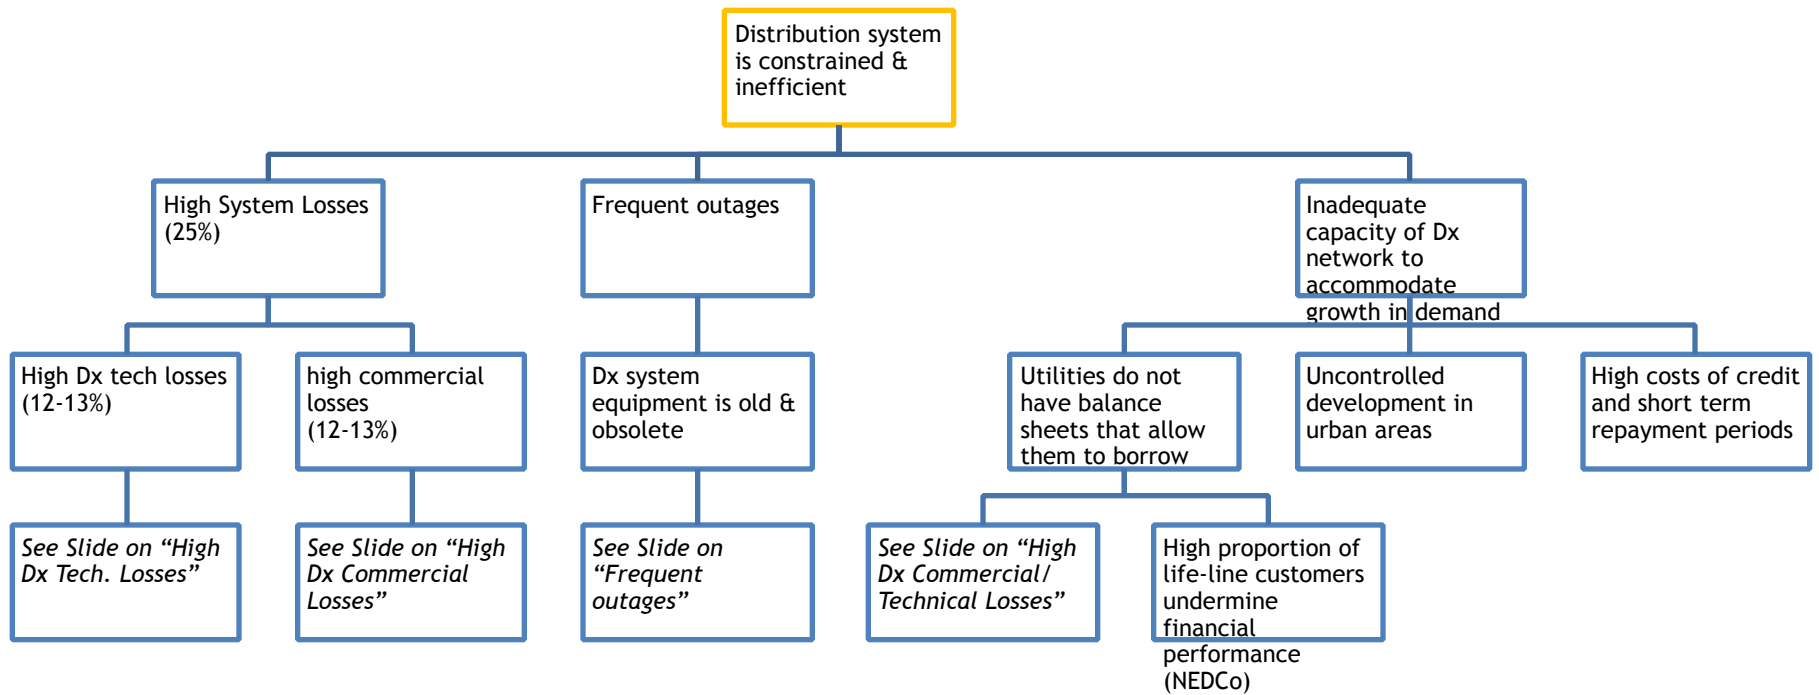 Distribution system
is constrained &
inefficient
High System Losses
(25%)
Frequent outages
Inadequate
capacity of Dx
network to
accommodate
growth in demand
High Dx tech losses
(12-13%)
high commercial
losses
(12-13%)
Dx system
equipment is old &
obsolete
Utilities do not
have balance
sheets that allow
them to borrow
Uncontrolled
development in
urban areas
High costs of credit
and short term
repayment periods
See Slide on “High
Dx Tech. Losses”
See Slide on “High
Dx Commercial
Losses”
See Slide on
“Frequent
outages”
See Slide on “High
Dx Commercial/
Technical Losses”
High proportion of
life-line customers
undermine
financial
performance
(NEDCo)